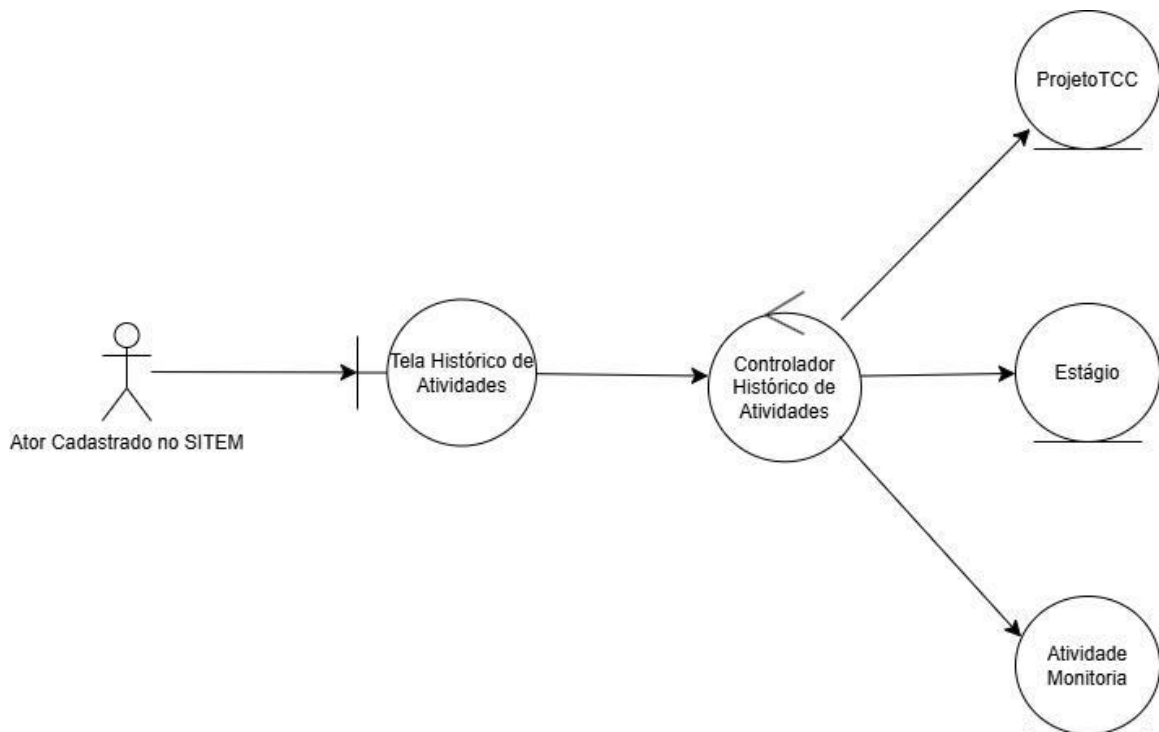 ProjetoTCC
Tela Histórico de
Atividades
Controlador
Histórico de
Atividades
Estágio
Ator Cadastrado no SITEM
Atividade
Monitoria